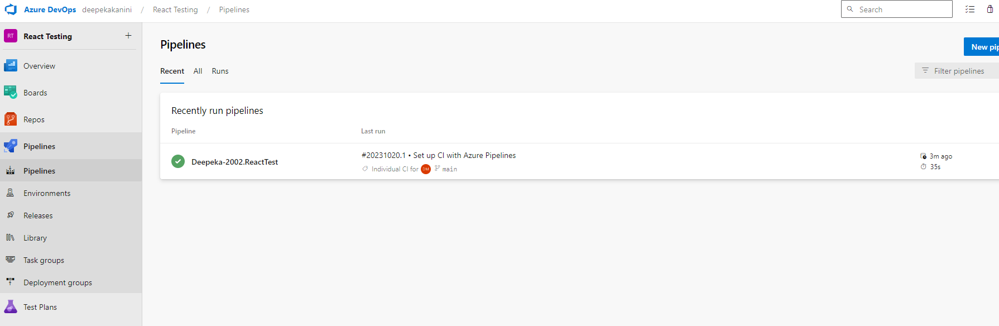 Azure DevOps deepekakanini / React Testing / Pipelines
Search
RT React Testing +
Overview
Boards
Repos
Pipelines
Pipelines
Environments
Releases
Library
Task groups
Deployment groups
Test Plans
Pipelines
New pip
Recent All Runs
Filter pipelines
Recently run pipelines
Pipeline Last run
Deepeka-2002.ReactTest
#20231020.1 • Set up CI with Azure Pipelines
Individual CI for DM main
3m ago
35s